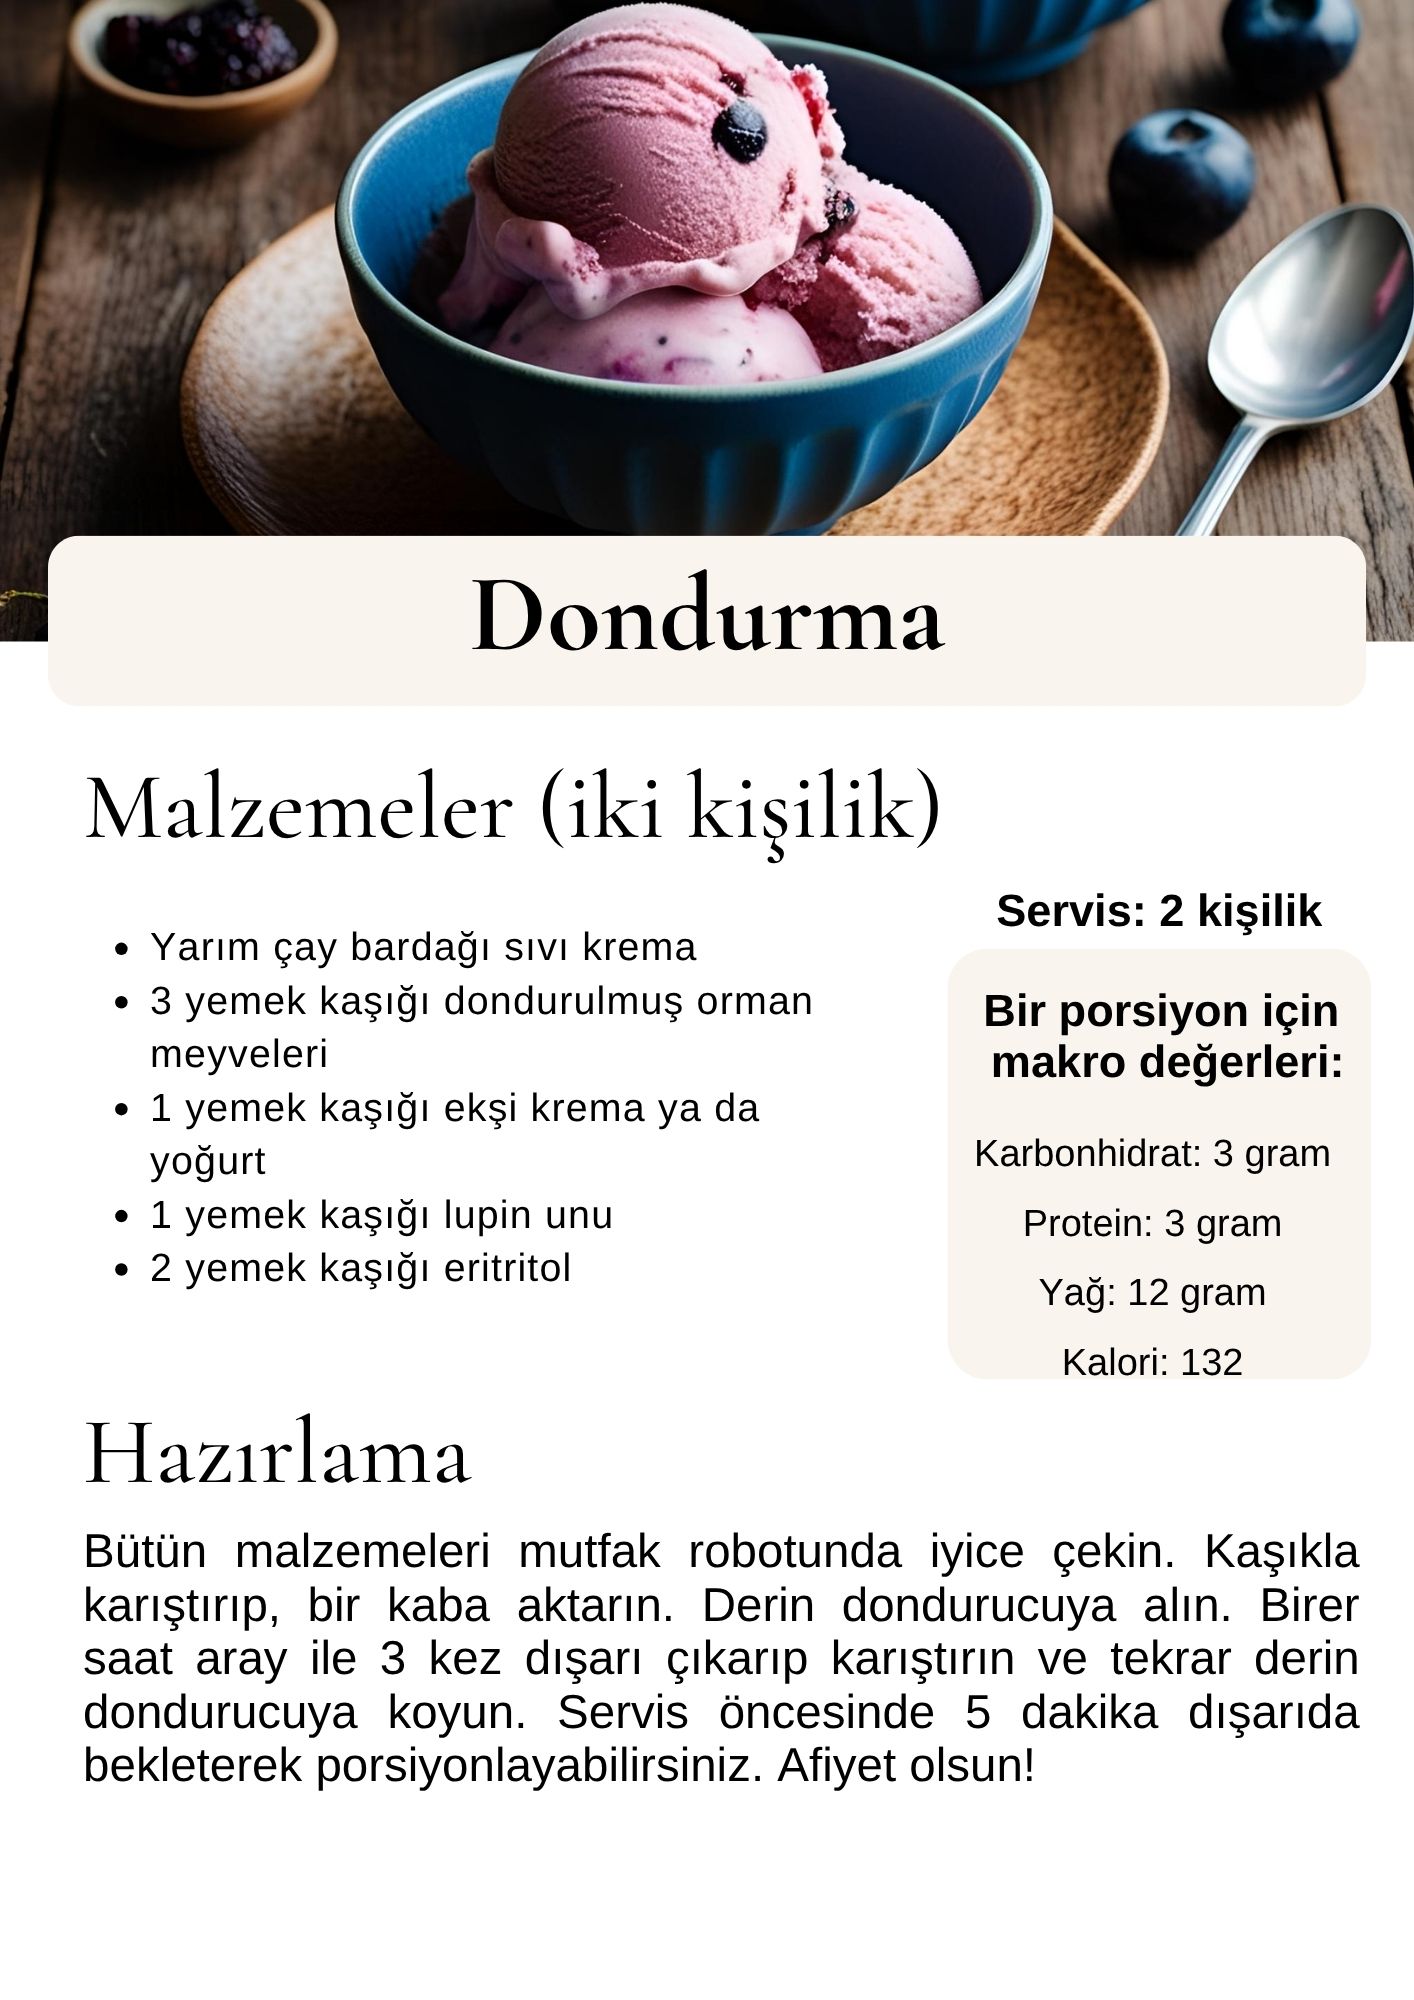 Dondurma
Malzemeler (iki kişilik)
• Yarım çay bardağı sıvı krema
• 3 yemek kaşığı dondurulmuş orman
meyveleri
• 1 yemek kaşığı ekşi krema ya da
yoğurt
• 1 yemek kaşığı lupin unu
• 2 yemek kaşığı eritritol
Servis: 2 kişilik
Bir porsiyon için
makro değerleri:
Karbonhidrat: 3 gram
Protein: 3 gram
Yağ: 12 gram
Kalori: 132
Hazırlama
Bütün malzemeleri mutfak robotunda iyice çekin. Kaşıkla
karıştırıp, bir kaba aktarın. Derin dondurucuya alın. Birer
saat aray ile 3 kez dışarı çıkarıp karıştırın ve tekrar derin
dondurucuya koyun. Servis öncesinde 5 dakika dışarıda
bekleterek porsiyonlayabilirsiniz. Afiyet olsun!